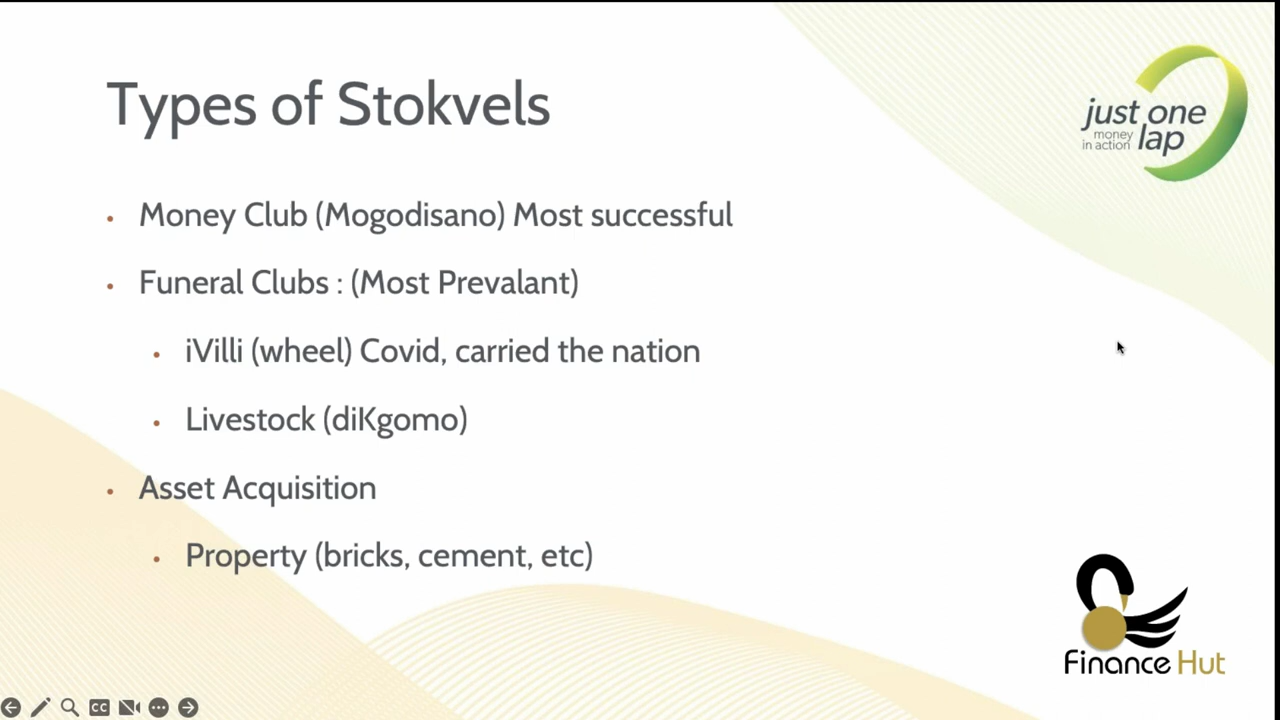 Types of Stokvels
just one
money
in action lap
• Money Club (Mogodisano) Most successful
• Funeral Clubs : (Most Prevalant)
• iVilli (wheel) Covid, carried the nation
• Livestock (diKgomo)
• Asset Acquisition
• Property (bricks, cement, etc)
Finance Hut
CC